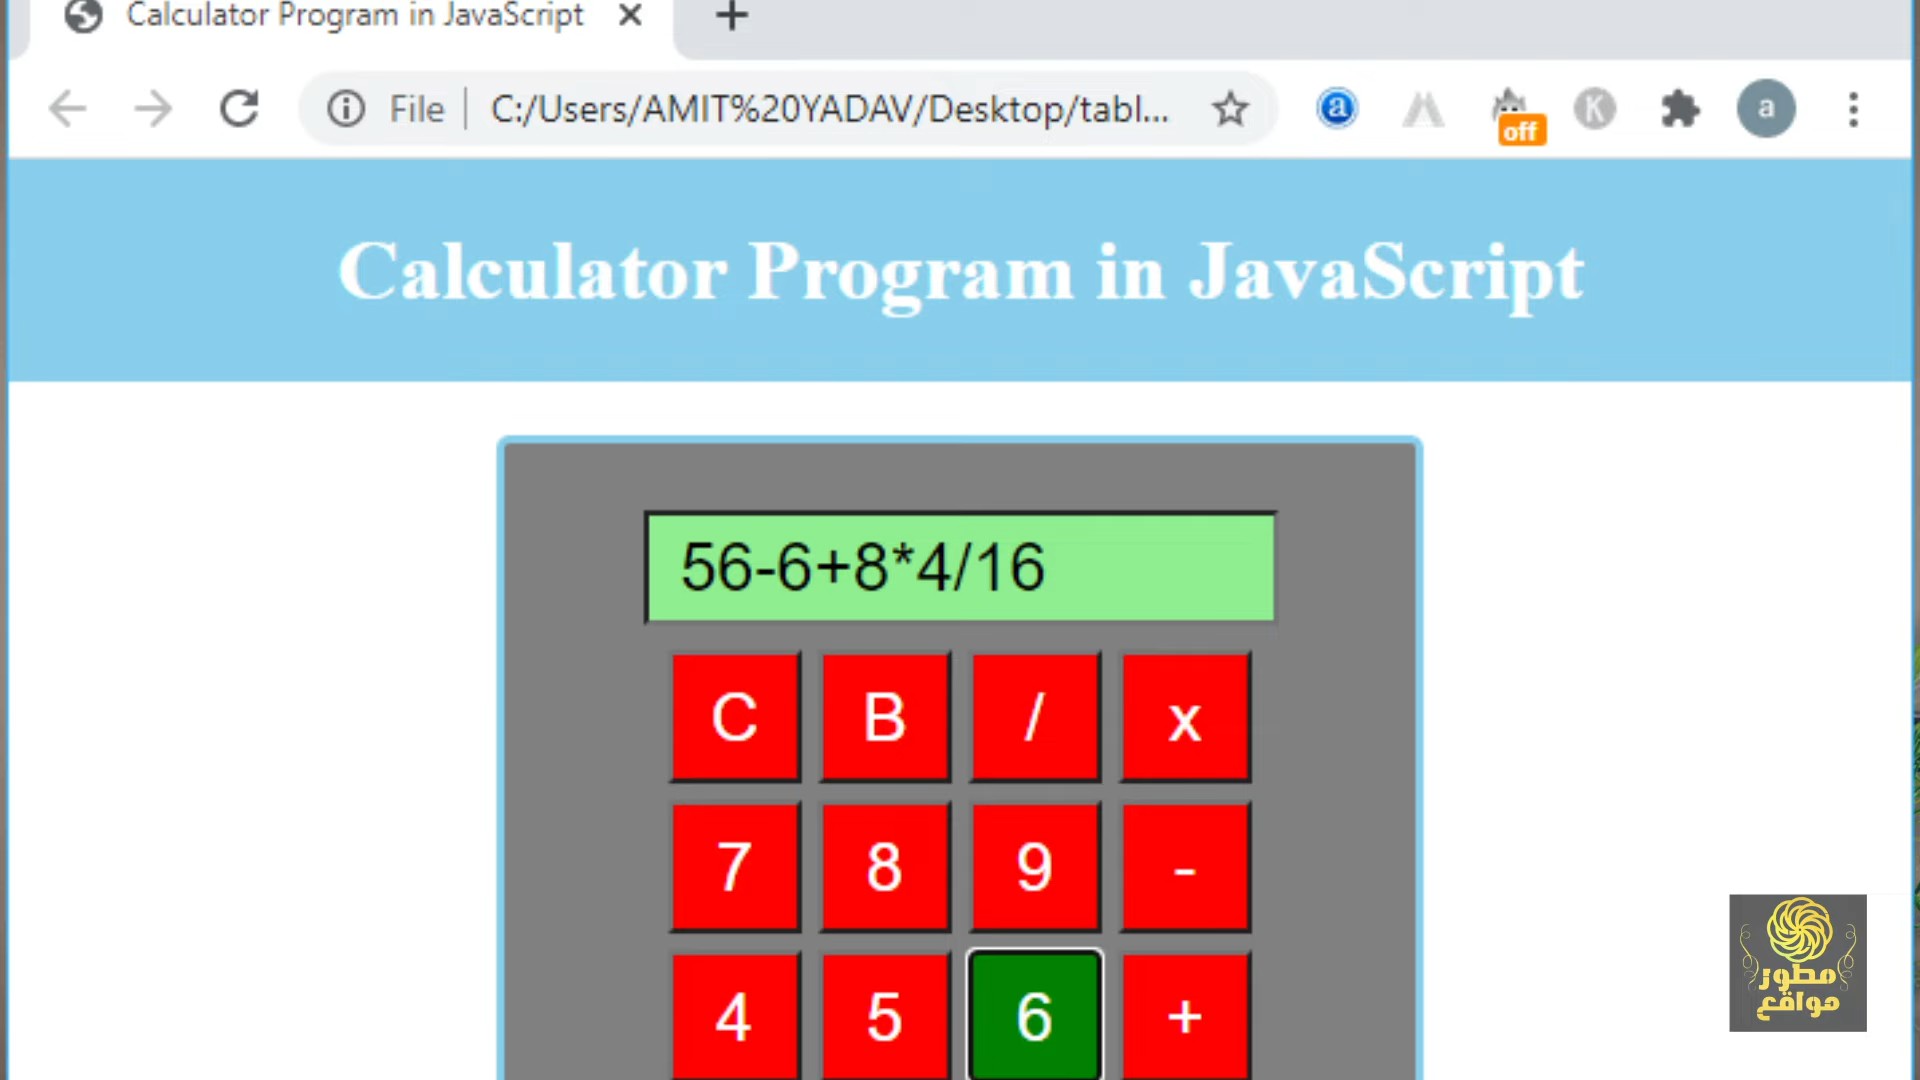 Calculator Program in JavaScript
File
C:/Users/AMIT%20YADAV/Desktop/tabl...
a
off
K
a
Calculator Program in JavaScript
56-6+8*4/16
C B / x
7 8 9 -
4 5 6 +
مطور
مواقع